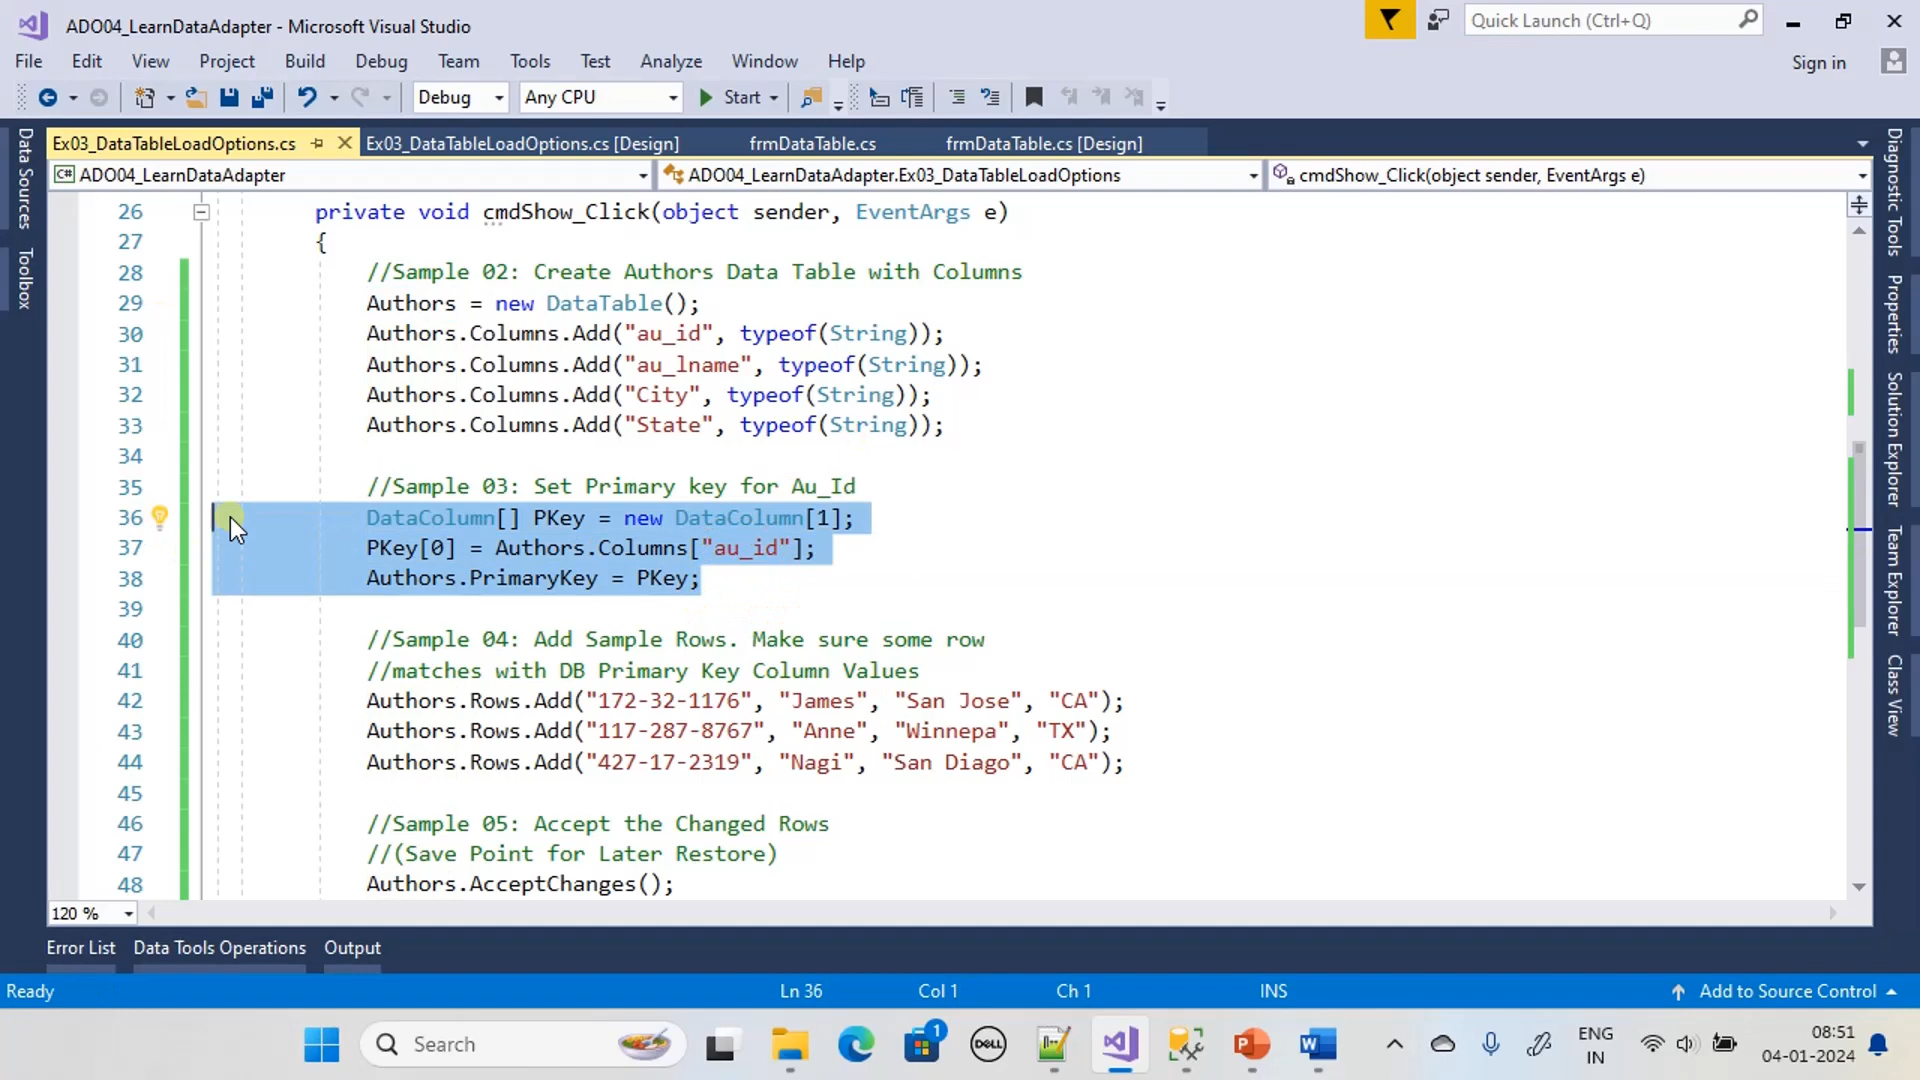 ADO04_LearnDataAdapter - Microsoft Visual Studio
Quick Launch (Ctrl+Q)
File Edit View Project Build Debug Team Tools Test Analyze Window Help
Sign in
Debug Any CPU Start
Ex03_DataTableLoadOptions.cs Ex03_DataTableLoadOptions.cs [Design] frmDataTable.cs frmDataTable.cs [Design]
C# ADO04_LearnDataAdapter ADO04_LearnDataAdapter.Ex03_DataTableLoadOptions cmdShow_Click(object sender, EventArgs e)
Data Sources
Toolbox
26 private void cmdShow_Click(object sender, EventArgs e)
27 {
28 //Sample 02: Create Authors Data Table with Columns
29 Authors = new DataTable();
30 Authors.Columns.Add("au_id", typeof(String));
31 Authors.Columns.Add("au_lname", typeof(String));
32 Authors.Columns.Add("City", typeof(String));
33 Authors.Columns.Add("State", typeof(String));
34
35 //Sample 03: Set Primary key for Au_Id
36 DataColumn[] PKey = new DataColumn[1];
37 PKey[0] = Authors.Columns["au_id"];
38 Authors.PrimaryKey = PKey;
39
40 //Sample 04: Add Sample Rows. Make sure some row
41 //matches with DB Primary Key Column Values
42 Authors.Rows.Add("172-32-1176", "James", "San Jose", "CA");
43 Authors.Rows.Add("117-287-8767", "Anne", "Winnepa", "TX");
44 Authors.Rows.Add("427-17-2319", "Nagi", "San Diago", "CA");
45
46 //Sample 05: Accept the Changed Rows
47 //(Save Point for Later Restore)
48 Authors.AcceptChanges();
Diagnostic Tools
Properties
Solution Explorer
Team Explorer
Class View
120 %
Error List Data Tools Operations Output
Ready Ln 36 Col 1 Ch 1 INS Add to Source Control
Search
1
DELL
ENG
IN
08:51
04-01-2024